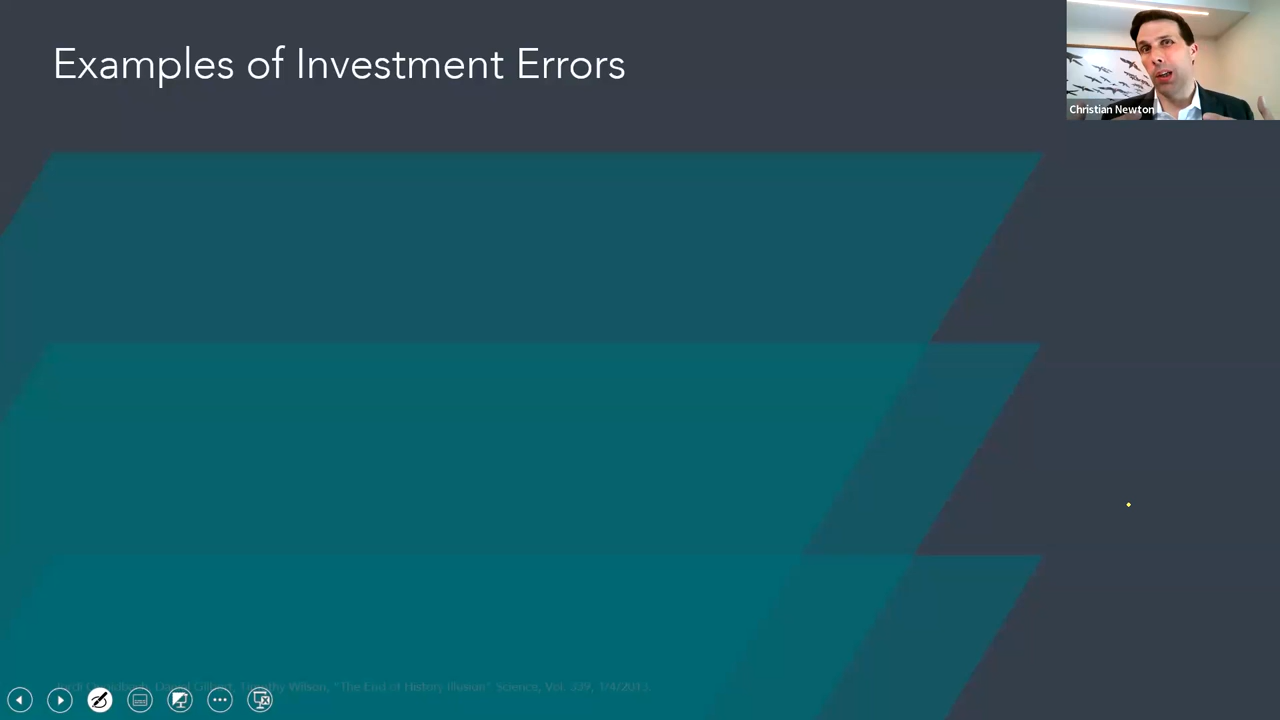 Examples of Investment Errors
Christian Newton
Gilbert, Timothy Wilson, "The End of History Illusion" Science, Vol. 339, 1/4/2013.